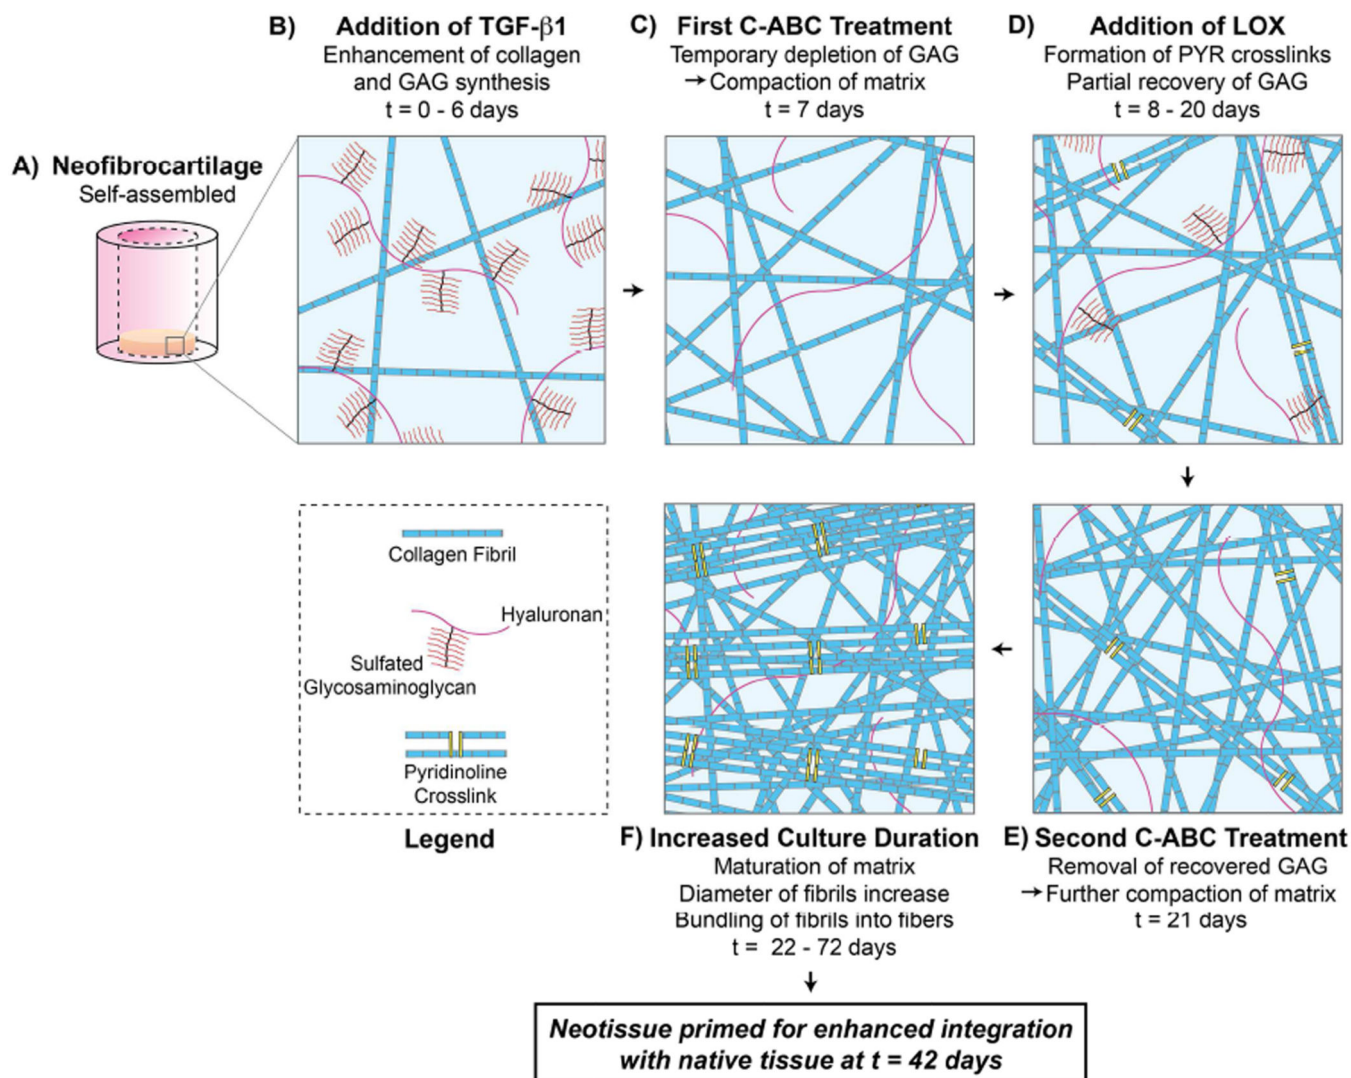 A) Neofibrocartilage
Self-assembled
B) Addition of TGF-β1
Enhancement of collagen
and GAG synthesis
t = 0 - 6 days
C) First C-ABC Treatment
Temporary depletion of GAG
→ Compaction of matrix
t = 7 days
D) Addition of LOX
Formation of PYR crosslinks
Partial recovery of GAG
t = 8 - 20 days
Collagen Fibril
Hyaluronan
Sulfated
Glycosaminoglycan
Pyridinoline
Crosslink
Legend
F) Increased Culture Duration
Maturation of matrix
Diameter of fibrils increase
Bundling of fibrils into fibers
t = 22 - 72 days
E) Second C-ABC Treatment
Removal of recovered GAG
→ Further compaction of matrix
t = 21 days
Neotissue primed for enhanced integration
with native tissue at t = 42 days